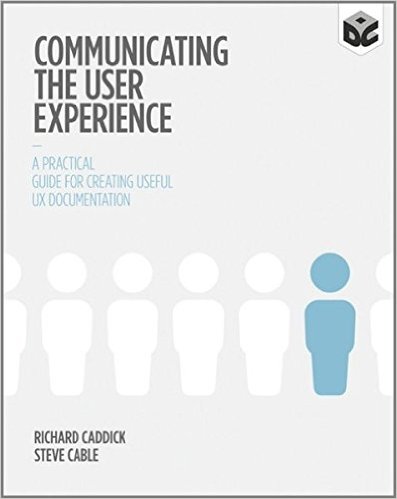 COMMUNICATING
THE USER
EXPERIENCE
A PRACTICAL
GUIDE FOR CREATING USEFUL
UX DOCUMENTATION
RICHARD CADDICK
STEVE CABLE